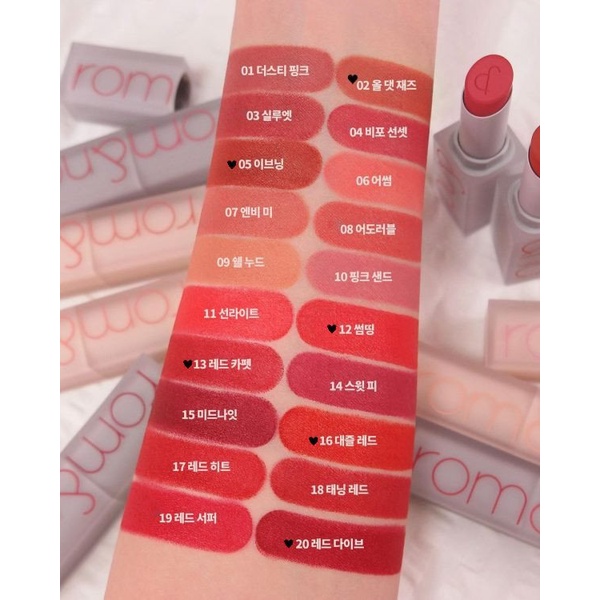 rom
01 더스티 핑크
♥02 올 댓 재즈
03 실루엣
04 비포 선셋
♥05 이브닝
06 어썸
07 엔비 미
08 어도러블
09 쉘 누드
10 핑크 샌드
11 선라이트
♥12 썸띵
♥13 레드 카펫
14 스윗 피
15 미드나잇
♥16 대즐 레드
17 레드 히트
18 태닝 레드
19 레드 서퍼
♥20 레드 다이브
rom&
rom&
ro
rom